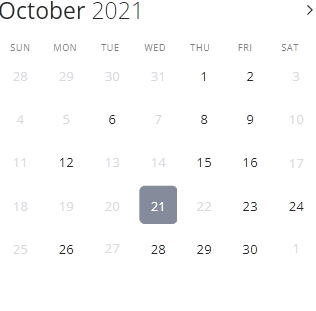 October 2021
SUN MON TUE WED THU FRI SAT
28 29 30 31 1 2 3
4 5 6 7 8 9 10
11 12 13 14 15 16 17
18 19 20 21 22 23 24
25 26 27 28 29 30 1